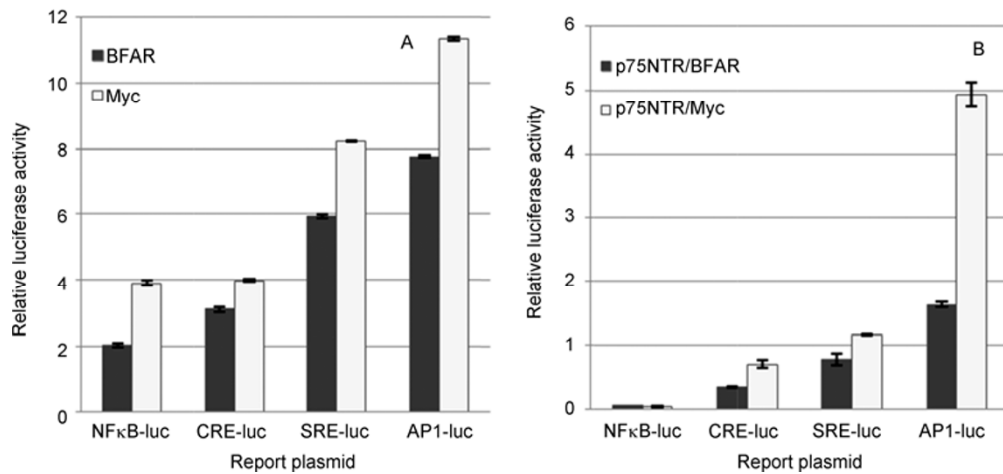 A
BFAR
Myc
Relative luciferase activity
12
10
8
6
4
2
0
NFκB-luc CRE-luc SRE-luc AP1-luc
Report plasmid
B
p75NTR/BFAR
p75NTR/Myc
Relative luciferase activity
6
5
4
3
2
1
0
NFκB-luc CRE-luc SRE-luc AP1-luc
Report plasmid